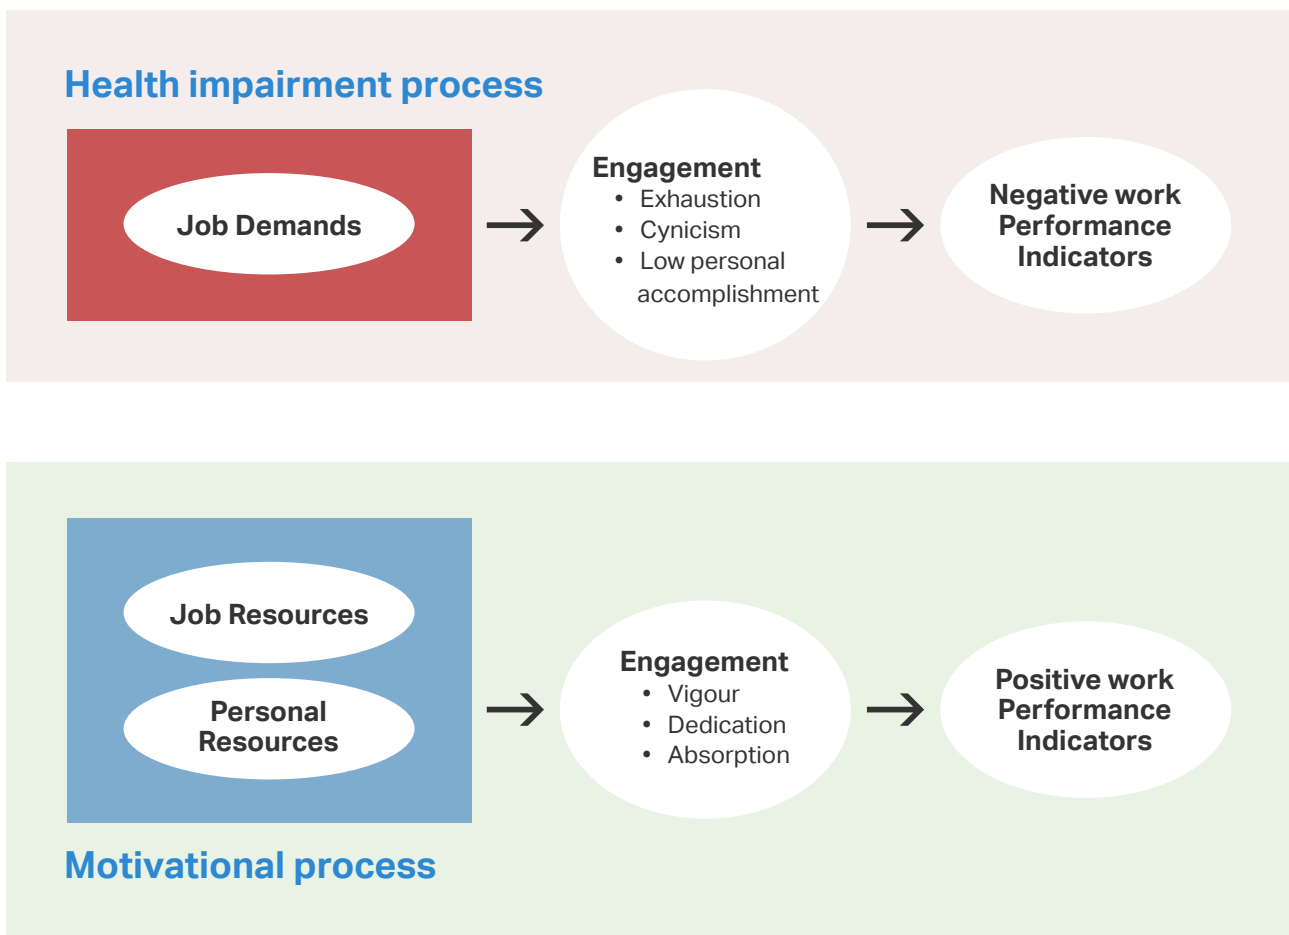 Health impairment process
Job Demands
Engagement
• Exhaustion
• Cynicism
• Low personal
accomplishment
Negative work
Performance
Indicators
Job Resources
Personal
Resources
Engagement
• Vigour
• Dedication
• Absorption
Positive work
Performance
Indicators
Motivational process